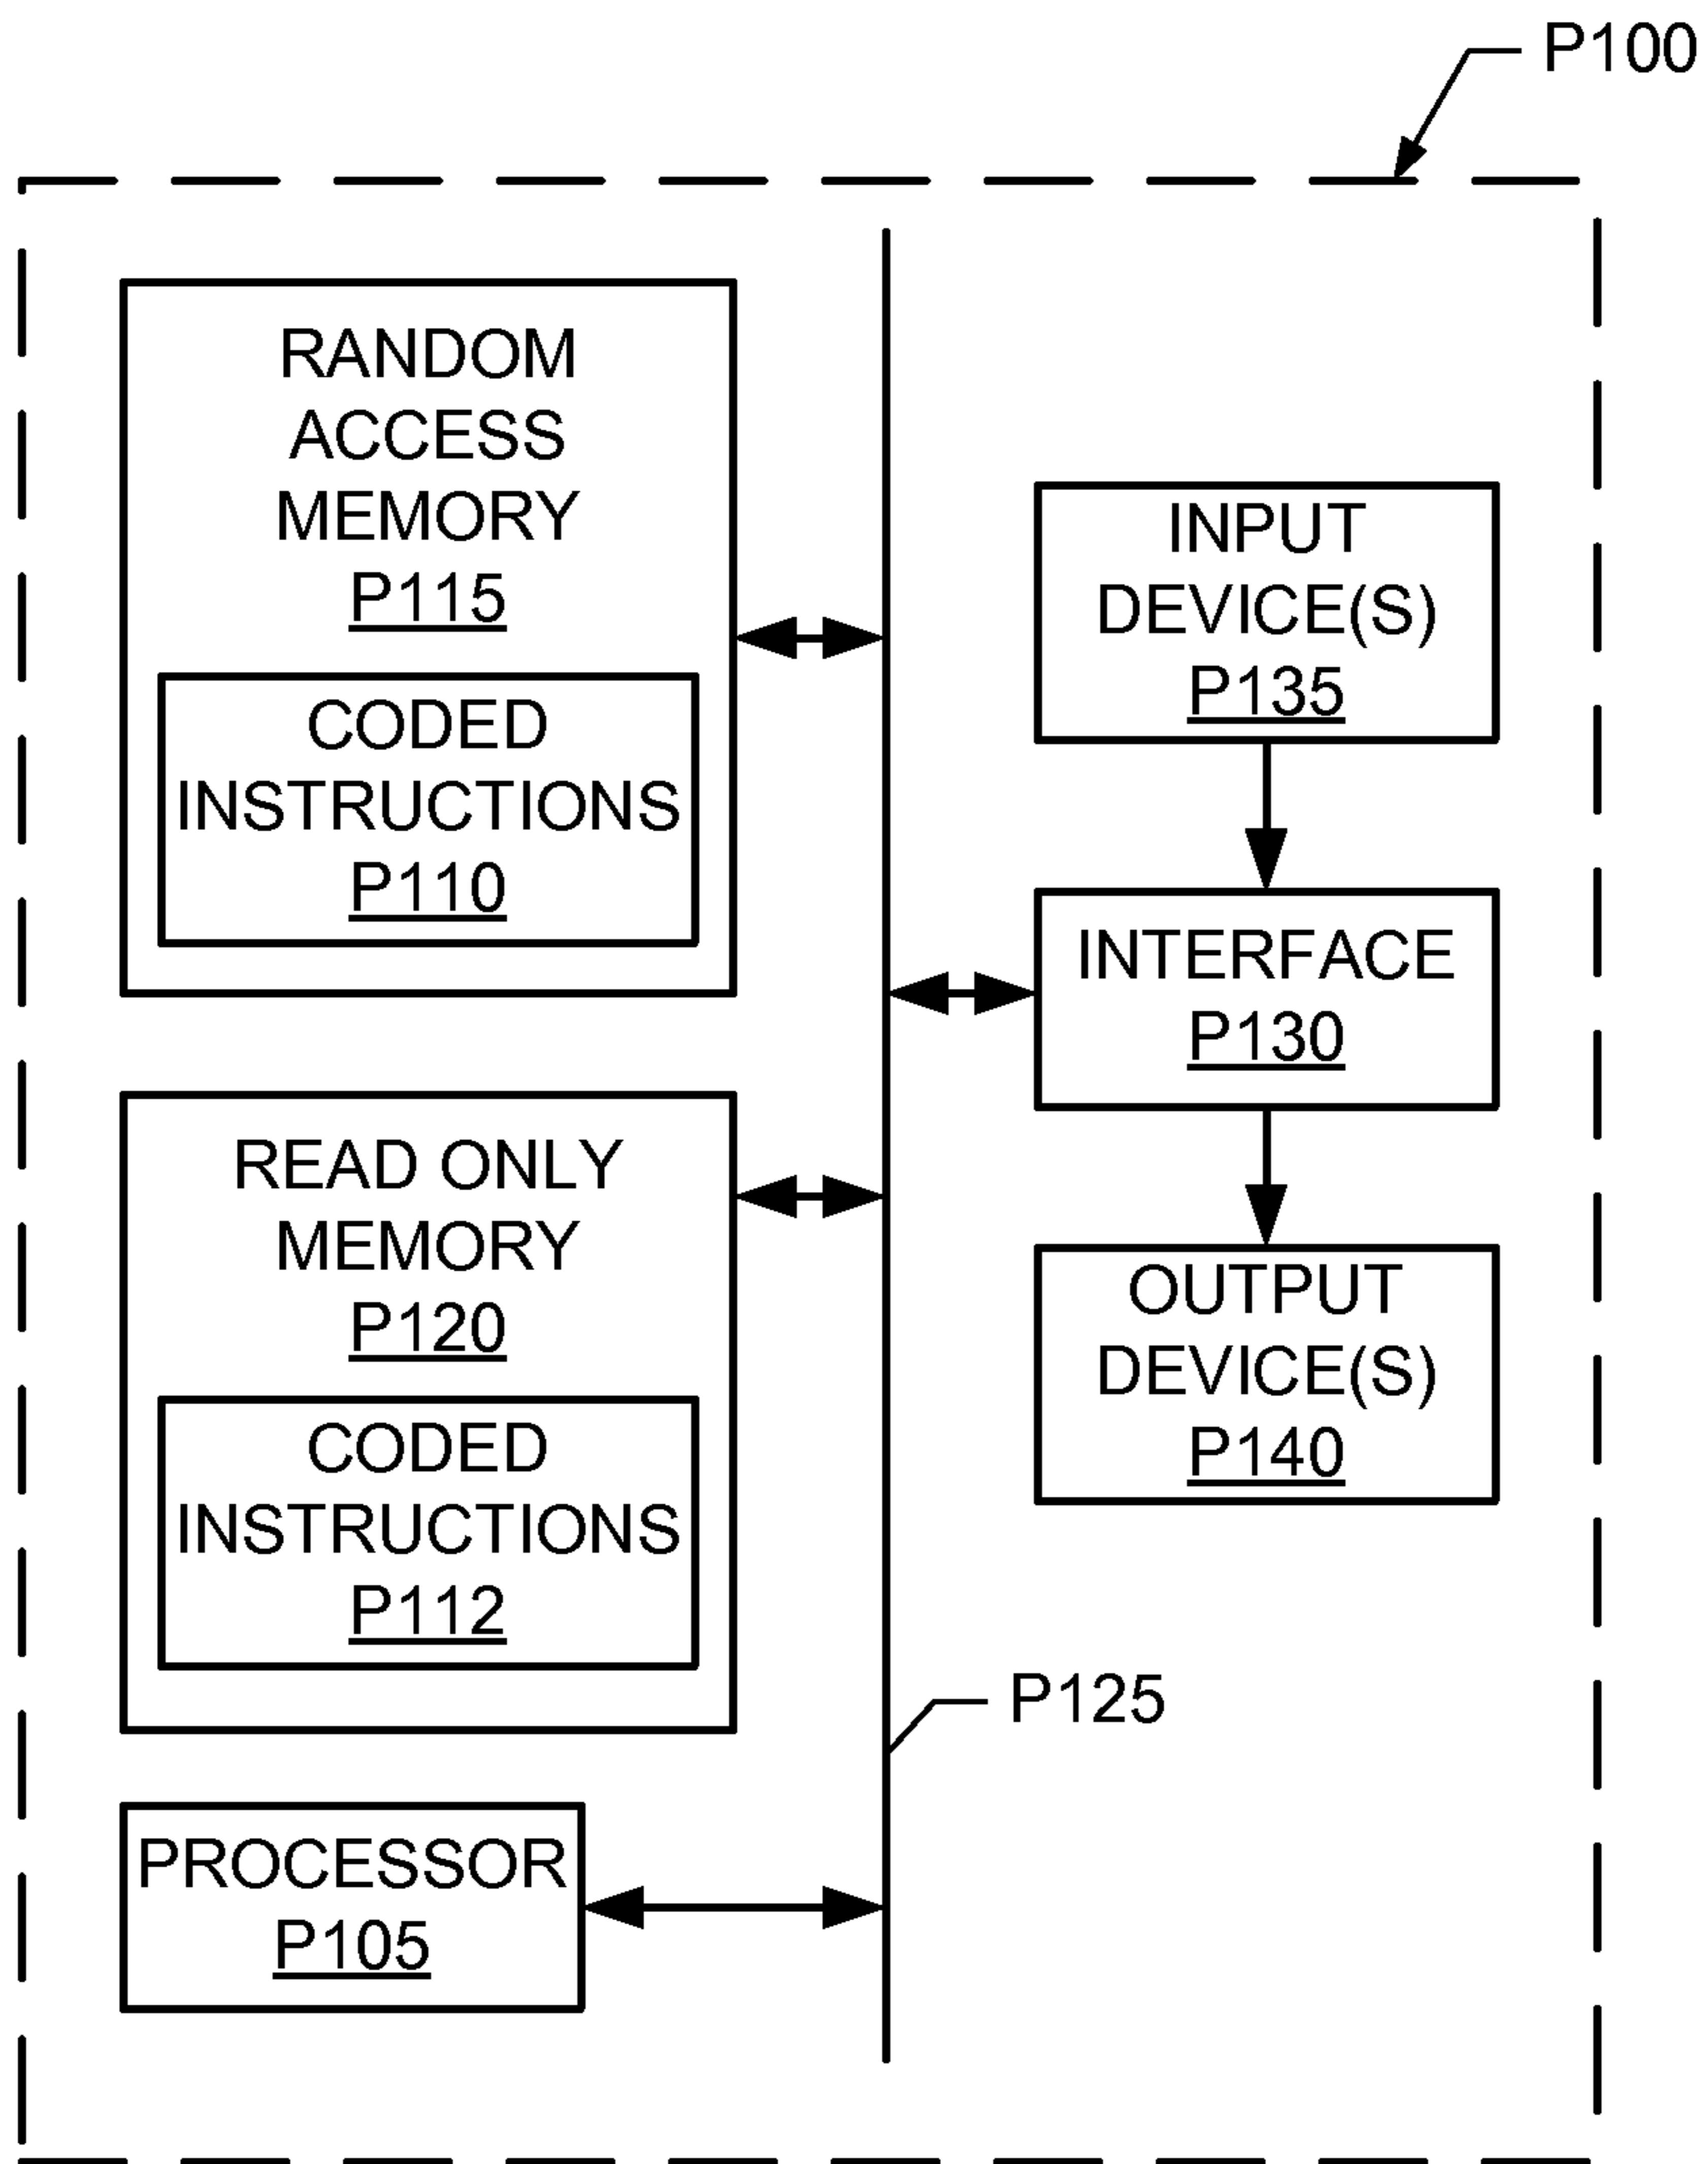 P100
RANDOM
ACCESS
MEMORY
P115
CODED
INSTRUCTIONS
P110
READ ONLY
MEMORY
P120
CODED
INSTRUCTIONS
P112
PROCESSOR
P105
INPUT
DEVICE(S)
P135
INTERFACE
P130
OUTPUT
DEVICE(S)
P140
P125